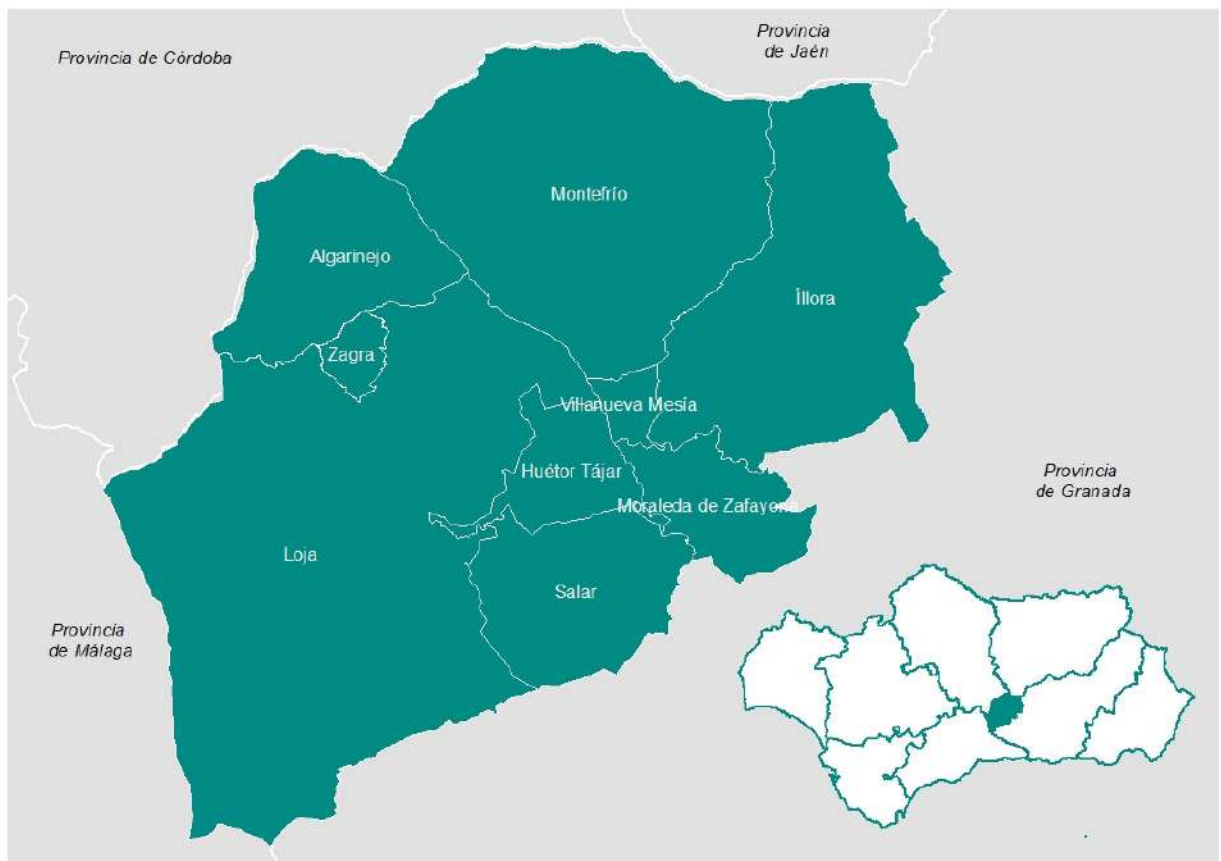 Provincia
de Jaén
Provincia de Córdoba
Montefrío
Algarinejo
Íllora
Zagra
Villanueva Mesía
Huétor Tájar
Provincia
de Granada
Moraleda de Zafayona
Loja
Salar
Provincia
de Málaga